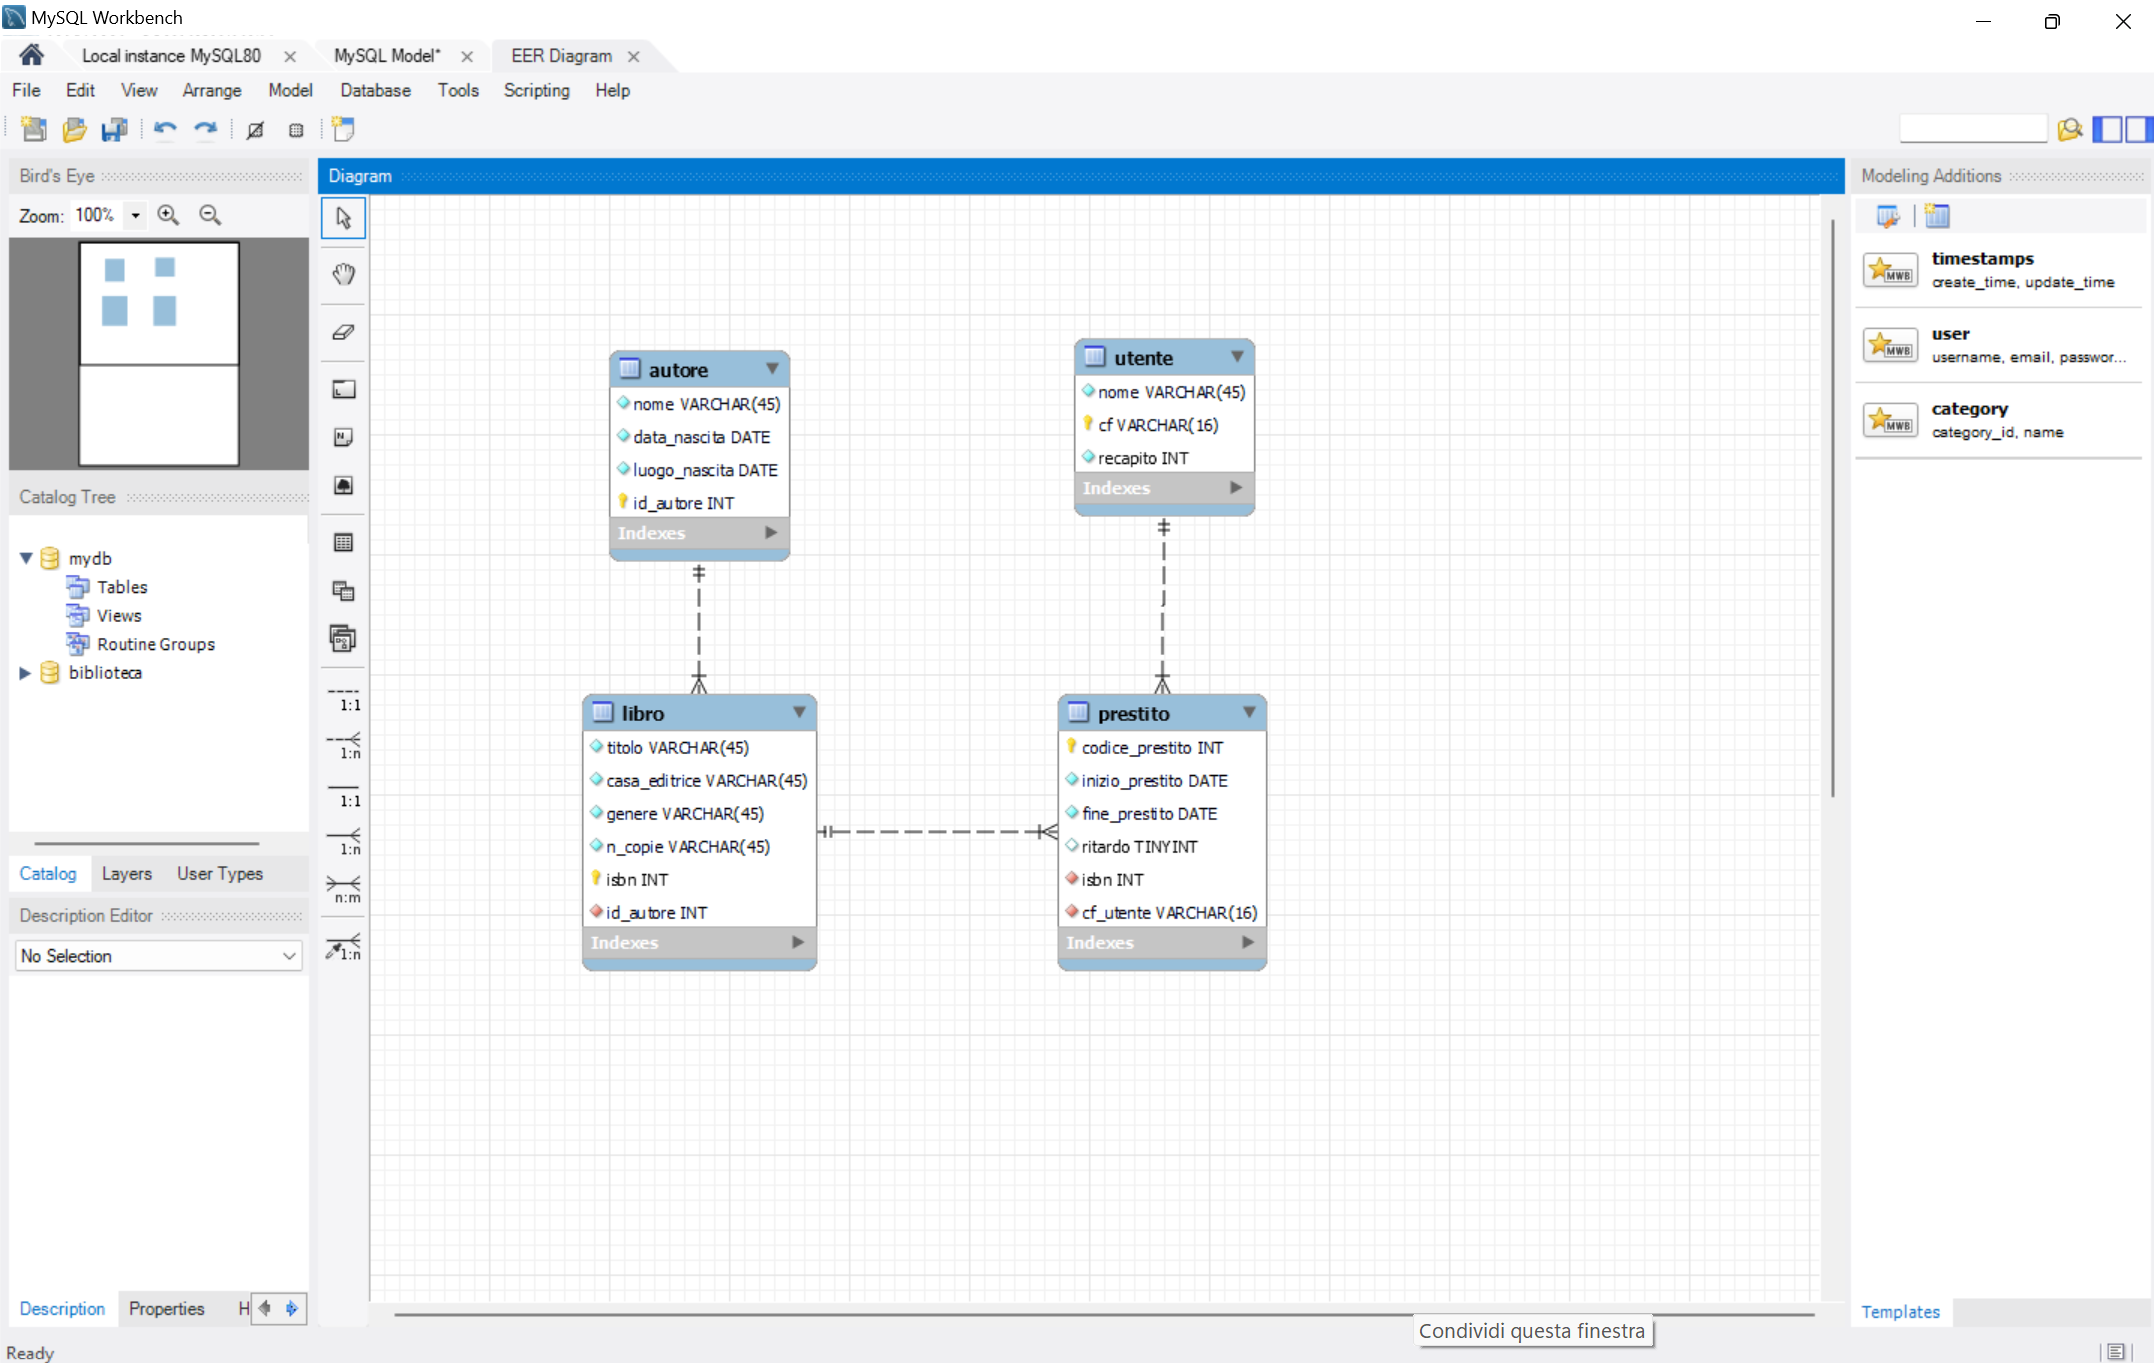 MySQL Workbench
Local instance MySQL80
MySQL Model*
EER Diagram
File Edit View Arrange Model Database Tools Scripting Help
Bird's Eye
Zoom: 100%
Catalog Tree
mydb
Tables
Views
Routine Groups
biblioteca
Catalog Layers User Types
Description Editor
No Selection
Description Properties H
Ready
Diagram
1:1
1:n
1:1
1:n
n:m
1:n
autore
nome VARCHAR(45)
data_nascita DATE
luogo_nascita DATE
id_autore INT
Indexes
utente
nome VARCHAR(45)
cf VARCHAR(16)
recapito INT
Indexes
libro
titolo VARCHAR(45)
casa_editrice VARCHAR(45)
genere VARCHAR(45)
n_copie VARCHAR(45)
isbn INT
id_autore INT
Indexes
prestito
codice_prestito INT
inizio_prestito DATE
fine_prestito DATE
ritardo TINYINT
isbn INT
cf_utente VARCHAR(16)
Indexes
Condividi questa finestra
Modeling Additions
MWB
timestamps
create_time, update_time
MWB
user
username, email, passwor...
MWB
category
category_id, name
Templates